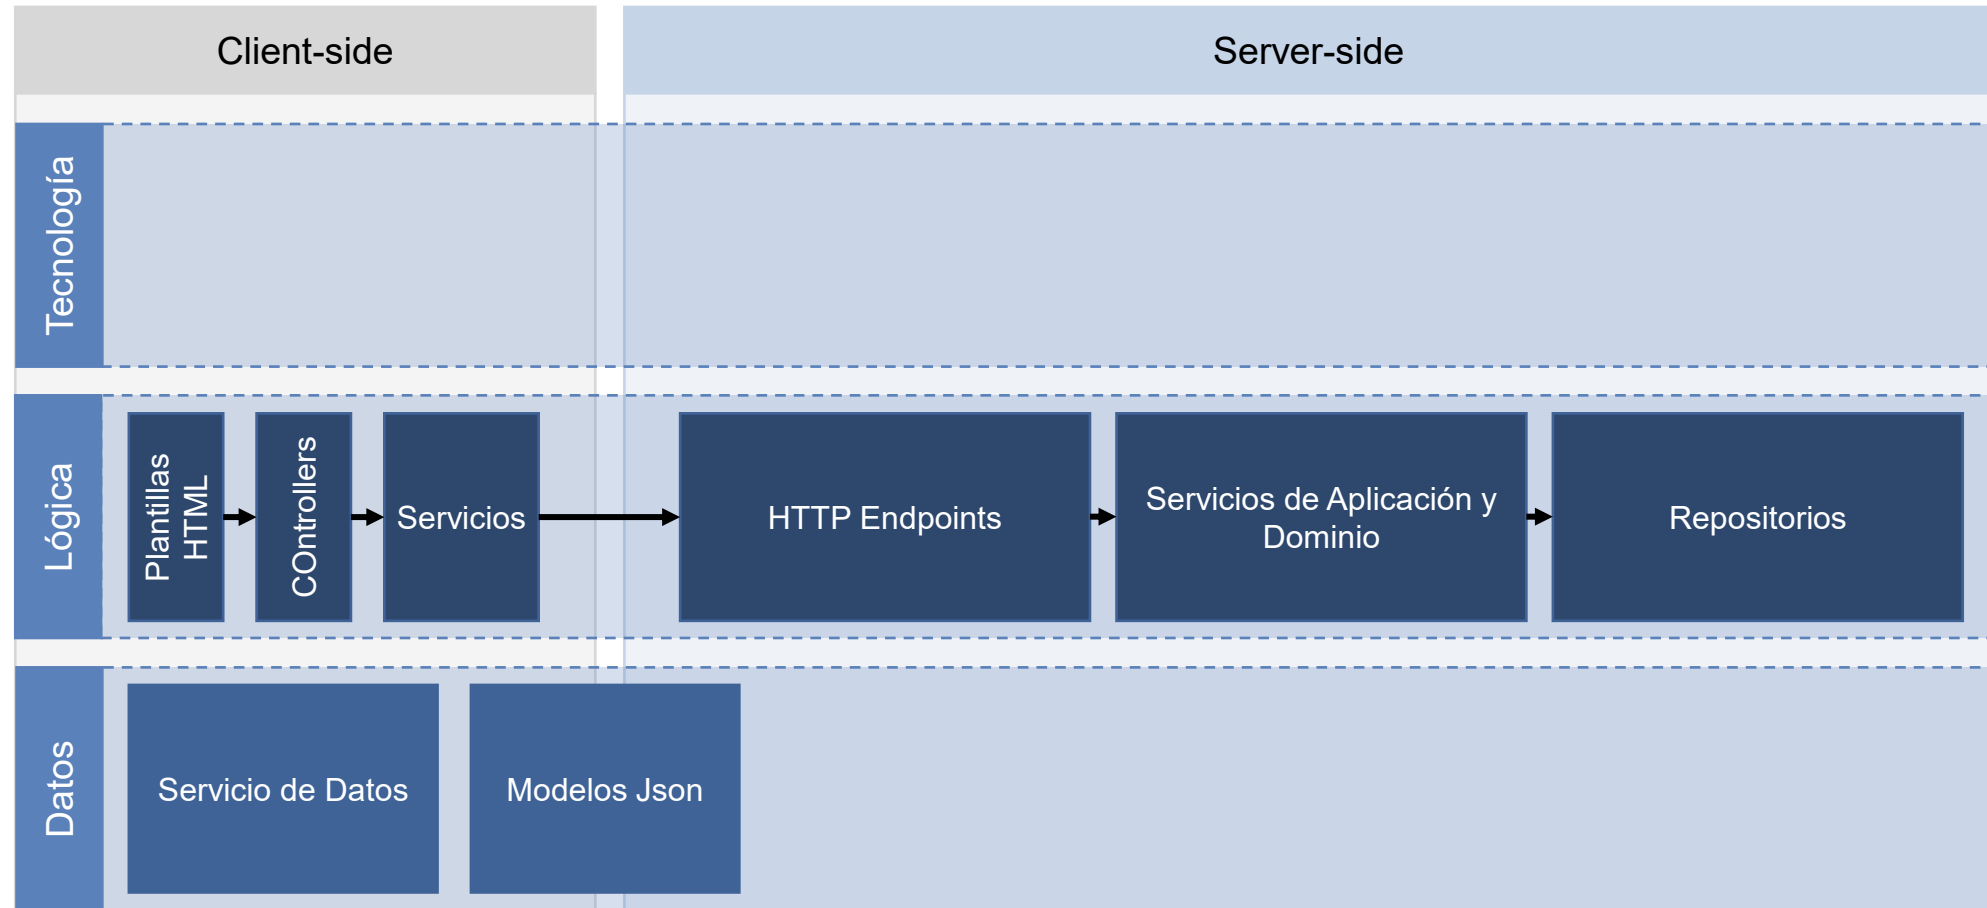 Client-side
Server-side
Tecnología
Lógica
Plantillas
HTML
COntrollers
Servicios
HTTP Endpoints
Servicios de Aplicación y
Dominio
Repositorios
Datos
Servicio de Datos
Modelos Json